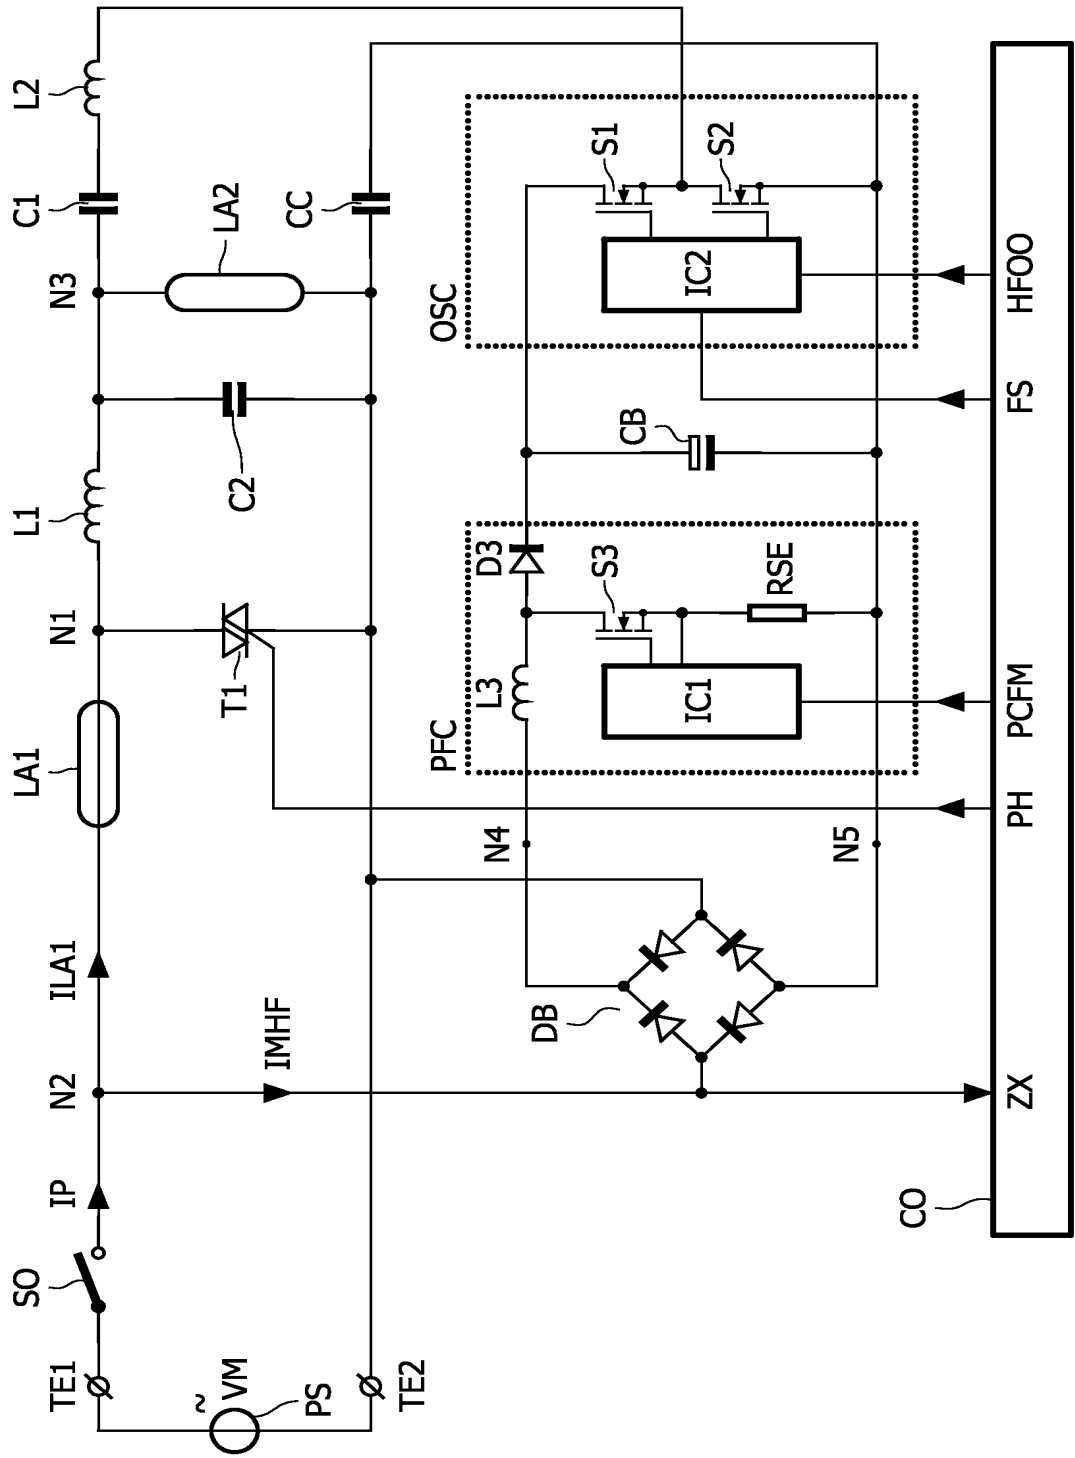 TE1
SO
IP
N2
ILA1
LA1
N1
L1
N3
C1
L2
~
VM
PS
TE2
IMHF
T1
C2
LA2
CC
DB
N4
N5
PFC
L3
D3
IC1
S3
RSE
CB
OSC
IC2
S1
S2
CO
ZX
PH
PCFM
FS
HFOO